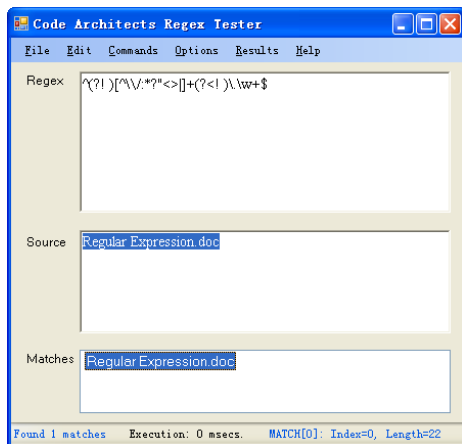 Code Architects Regex Tester
File Edit Commands Options Results Help
Regex
^(?! )[^\\/:*?"<>|]+(?<! )\.\w+$
Source
Regular Expression.doc
Matches
Regular Expression.doc
Found 1 matches Execution: 0 msecs. MATCH[0]: Index=0, Length=22